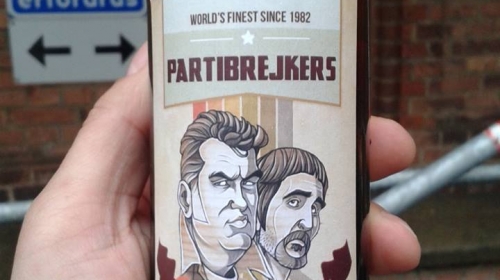 WORLD'S FINEST SINCE 1982
PARTIBREJKERS